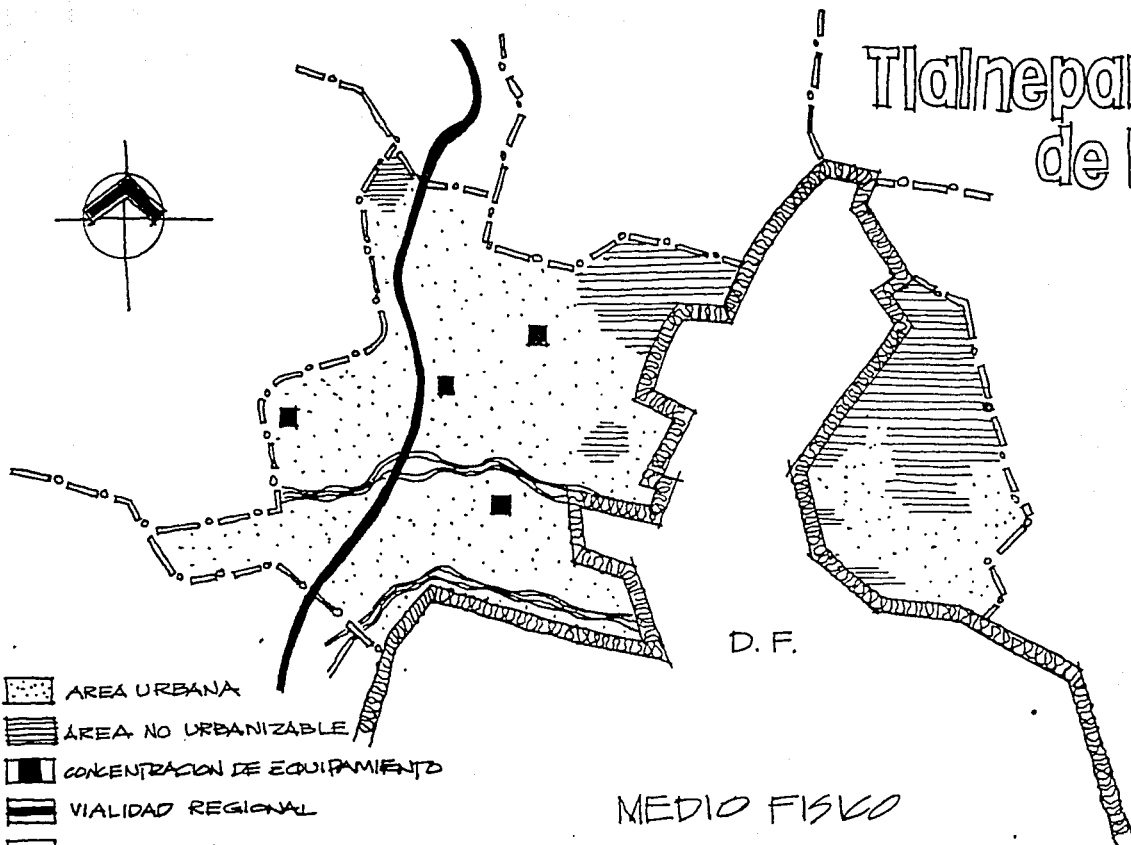 Tlalnepa
de
D. F.
AREA URBANA
AREA NO URBANIZABLE
CONCENTRACION DE EQUIPAMIENTO
VIALIDAD REGIONAL
MEDIO FISICO